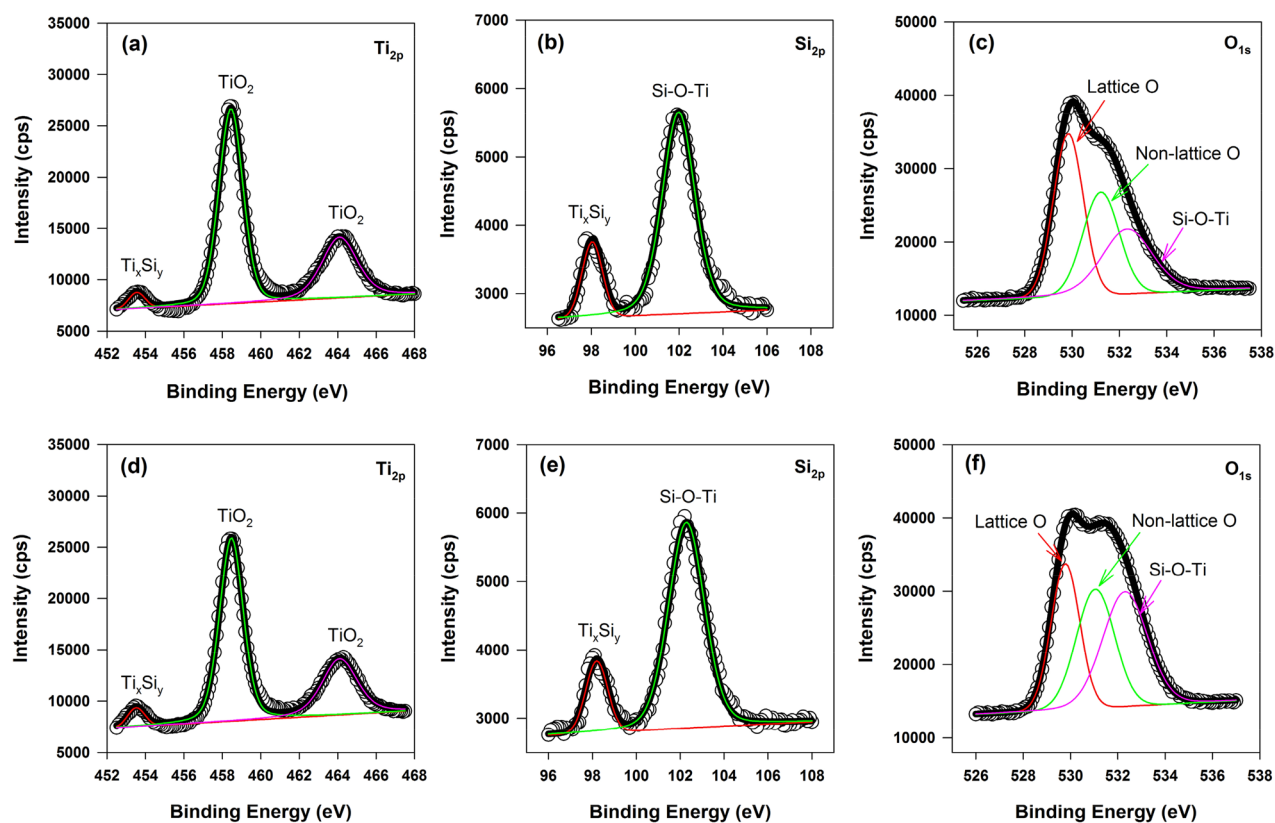 (a)
Ti2p
TiO2
TiO2
TixSiy
35000
30000
25000
20000
15000
10000
5000
Intensity (cps)
452 454 456 458 460 462 464 466 468
Binding Energy (eV)
(b)
Si2p
Si-O-Ti
TixSiy
7000
6000
5000
4000
3000
Intensity (cps)
96 98 100 102 104 106 108
Binding Energy (eV)
(c)
O1s
Lattice O
Non-lattice O
Si-O-Ti
50000
40000
30000
20000
10000
Intensity (cps)
526 528 530 532 534 536 538
Binding Energy (eV)
(d)
Ti2p
TiO2
TiO2
TixSiy
35000
30000
25000
20000
15000
10000
5000
Intensity (cps)
452 454 456 458 460 462 464 466 468
Binding Energy (eV)
(e)
Si2p
Si-O-Ti
TixSiy
7000
6000
5000
4000
3000
Intensity (cps)
96 98 100 102 104 106 108
Binding Energy (eV)
(f)
O1s
Lattice O
Non-lattice O
Si-O-Ti
50000
40000
30000
20000
10000
Intensity (cps)
526 528 530 532 534 536 538
Binding Energy (eV)